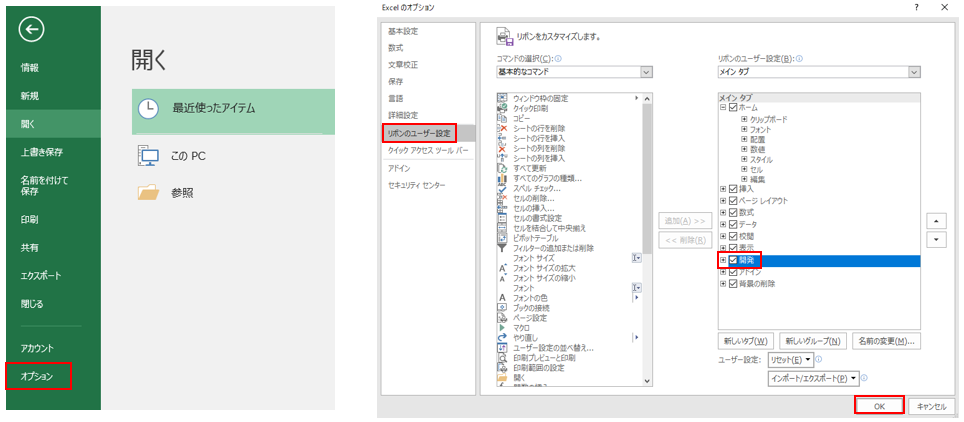 情報
新規
開く
上書き保存
名前を付けて
保存
印刷
共有
エクスポート
閉じる
アカウント
オプション
開く
最近使ったアイテム
この PC
参照
Excel のオプション
?
基本設定
数式
文章校正
保存
言語
詳細設定
リボンのユーザー設定
クイック アクセス ツール バー
アドイン
セキュリティ センター
リボンをカスタマイズします。
コマンドの選択(C):
基本的なコマンド
ウィンドウ枠の固定
クイック印刷
コピー
シートの行を削除
シートの行を挿入
シートの列を削除
シートの列を挿入
すべて更新
すべてのグラフの種類...
スペル チェック...
セルの削除...
セルの挿入...
セルの書式設定
セルを結合して中央揃え
ピボットテーブル
フィルターの追加または削除
フォント サイズ
フォント サイズの拡大
フォント サイズの縮小
フォント
フォントの色
ブックの接続
ページ設定
マクロ
やり直し
ユーザー設定の並べ替え...
印刷プレビューと印刷
印刷範囲の設定
開く
追加(A) >>
<< 削除(R)
リボンのユーザー設定(B):
メイン タブ
メイン タブ
ホーム
クリップボード
フォント
配置
数値
スタイル
セル
編集
挿入
ページ レイアウト
数式
データ
校閲
表示
開発
アドイン
背景の削除
新しいタブ(W)
新しいグループ(N)
名前の変更(M)...
ユーザー設定:
リセット(E)
インポート/エクスポート(P)
OK
キャンセル